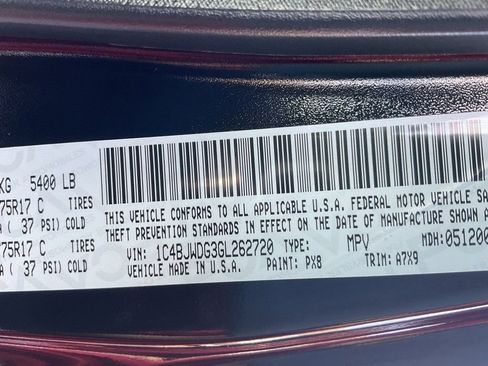 KG 5400 LB
75R17 C TIRES
( 37 PSI) COLD
75R17 C TIRES
A ( 37 PSI) COLD
THIS VEHICLE CONFORMS TO ALL APPLICABLE U.S.A. FEDERAL MOTOR VEHICLE SA
THEFT PREVENTION STANDARDS IN EFFECT ON THE DATE OF MANUFACTURE
VIN: 1C4BJWDG3GL262720 TYPE: MPV MDH: 051200
VEHICLE MADE IN U.S.A. PAINT: PX8 TRIM: A7X9